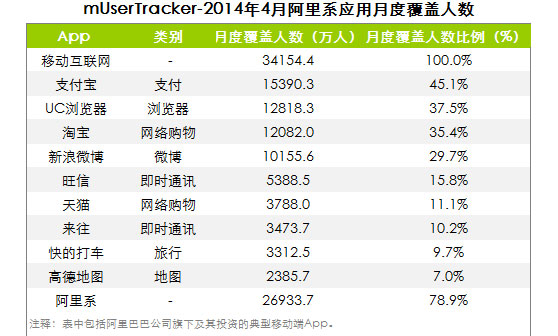 mUserTracker-2014年4月阿里系应用月度覆盖人数
App 类别 月度覆盖人数（万人） 月度覆盖人数比例（%）
移动互联网 - 34154.4 100.0%
支付宝 支付 15390.3 45.1%
UC浏览器 浏览器 12818.3 37.5%
淘宝 网络购物 12082.0 35.4%
新浪微博 微博 10155.6 29.7%
旺信 即时通讯 5388.5 15.8%
天猫 网络购物 3788.0 11.1%
来往 即时通讯 3473.7 10.2%
快的打车 旅行 3312.5 9.7%
高德地图 地图 2385.7 7.0%
阿里系 - 26933.7 78.9%
注释：表中包括阿里巴巴公司旗下及其投资的典型移动端App。